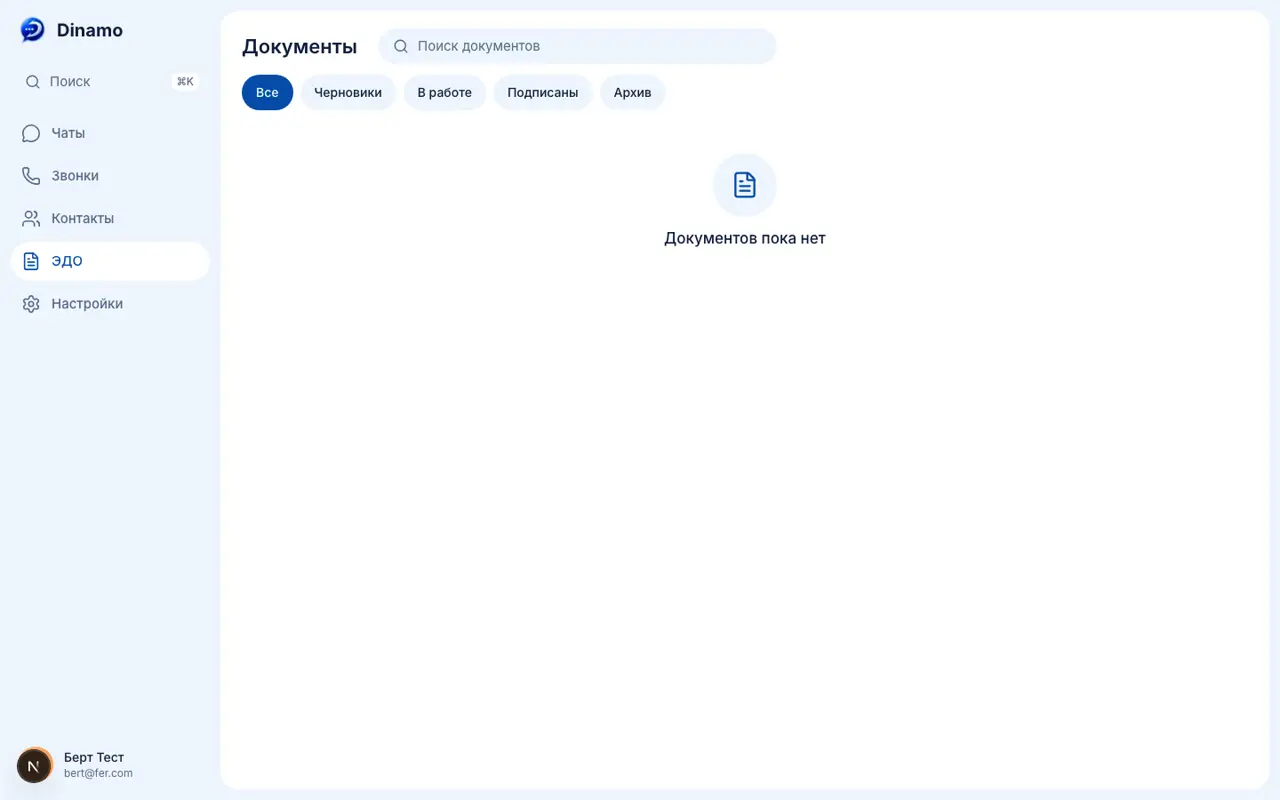 Dinamo
Поиск
⌘K
Чаты
Звонки
Контакты
ЭДО
Настройки
Берт Тест
bert@fer.com
Документы
Поиск документов
Все
Черновики
В работе
Подписаны
Архив
Документов пока нет
N